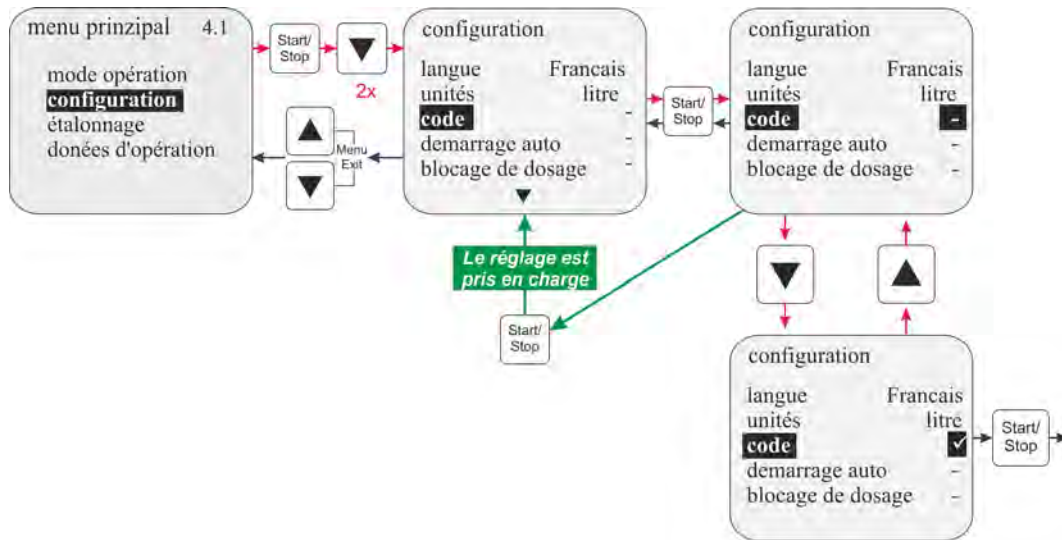 menu prinzipal 4.1
mode opération
configuration
étalonnage
donées d'opération
Start/
Stop
2x
Menu
Exit
configuration
langue Francais
unités litre
code -
demarrage auto -
blocage de dosage -
Start/
Stop
configuration
langue Francais
unités litre
code -
demarrage auto -
blocage de dosage -
Le réglage est
pris en charge
Start/
Stop
configuration
langue Francais
unités litre
code ✓
demarrage auto -
blocage de dosage -
Start/
Stop